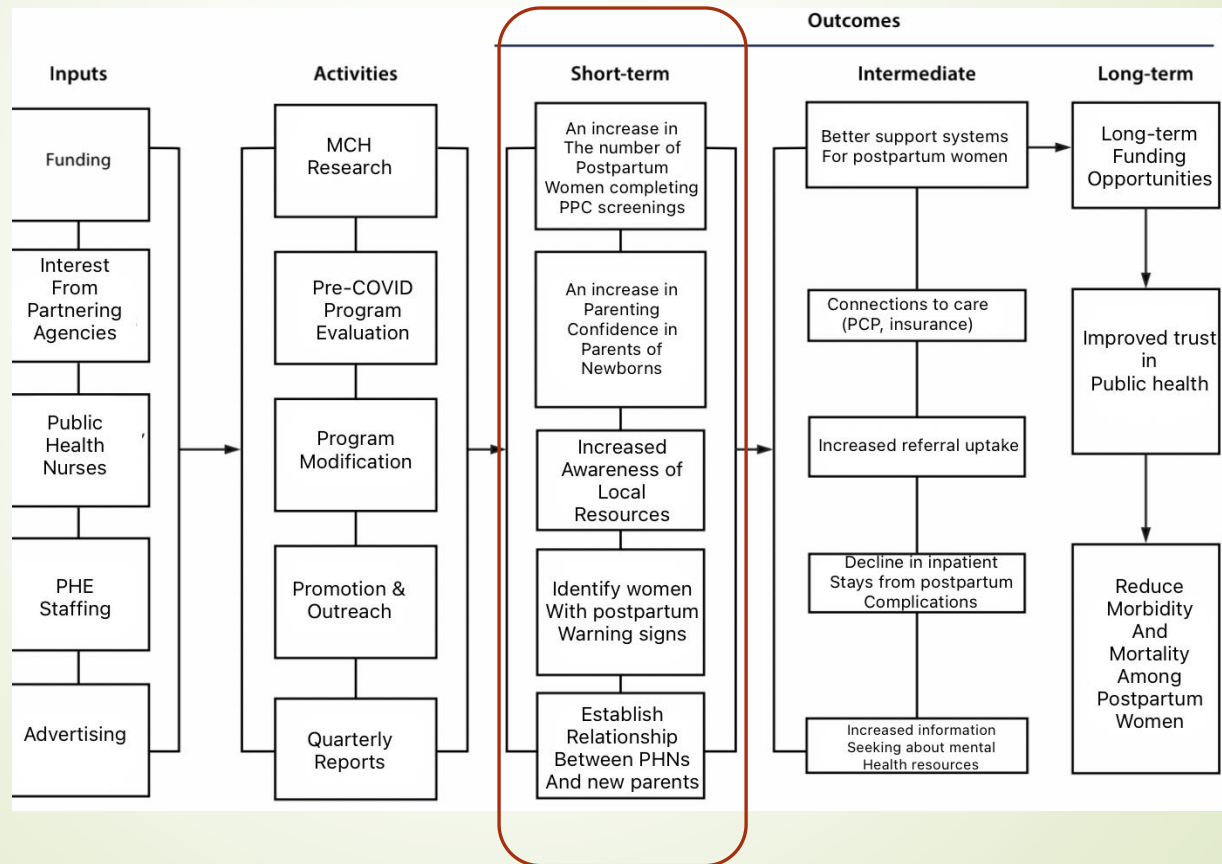 Outcomes
Inputs
Activities
Short-term
Intermediate
Long-term
Funding
Interest
From
Partnering
Agencies
Public
Health
Nurses
PHE
Staffing
Advertising
MCH
Research
Pre-COVID
Program
Evaluation
Program
Modification
Promotion &
Outreach
Quarterly
Reports
An increase in
The number of
Postpartum
Women completing
PPC screenings
An increase in
Parenting
Confidence in
Parents of
Newborns
Increased
Awareness of
Local
Resources
Identify women
With postpartum
Warning signs
Establish
Relationship
Between PHNs
And new parents
Better support systems
For postpartum women
Connections to care
(PCP, insurance)
Increased referral uptake
Decline in inpatient
Stays from postpartum
Complications
Increased information
Seeking about mental
Health resources
Long-term
Funding
Opportunities
Improved trust
in
Public health
Reduce
Morbidity
And
Mortality
Among
Postpartum
Women